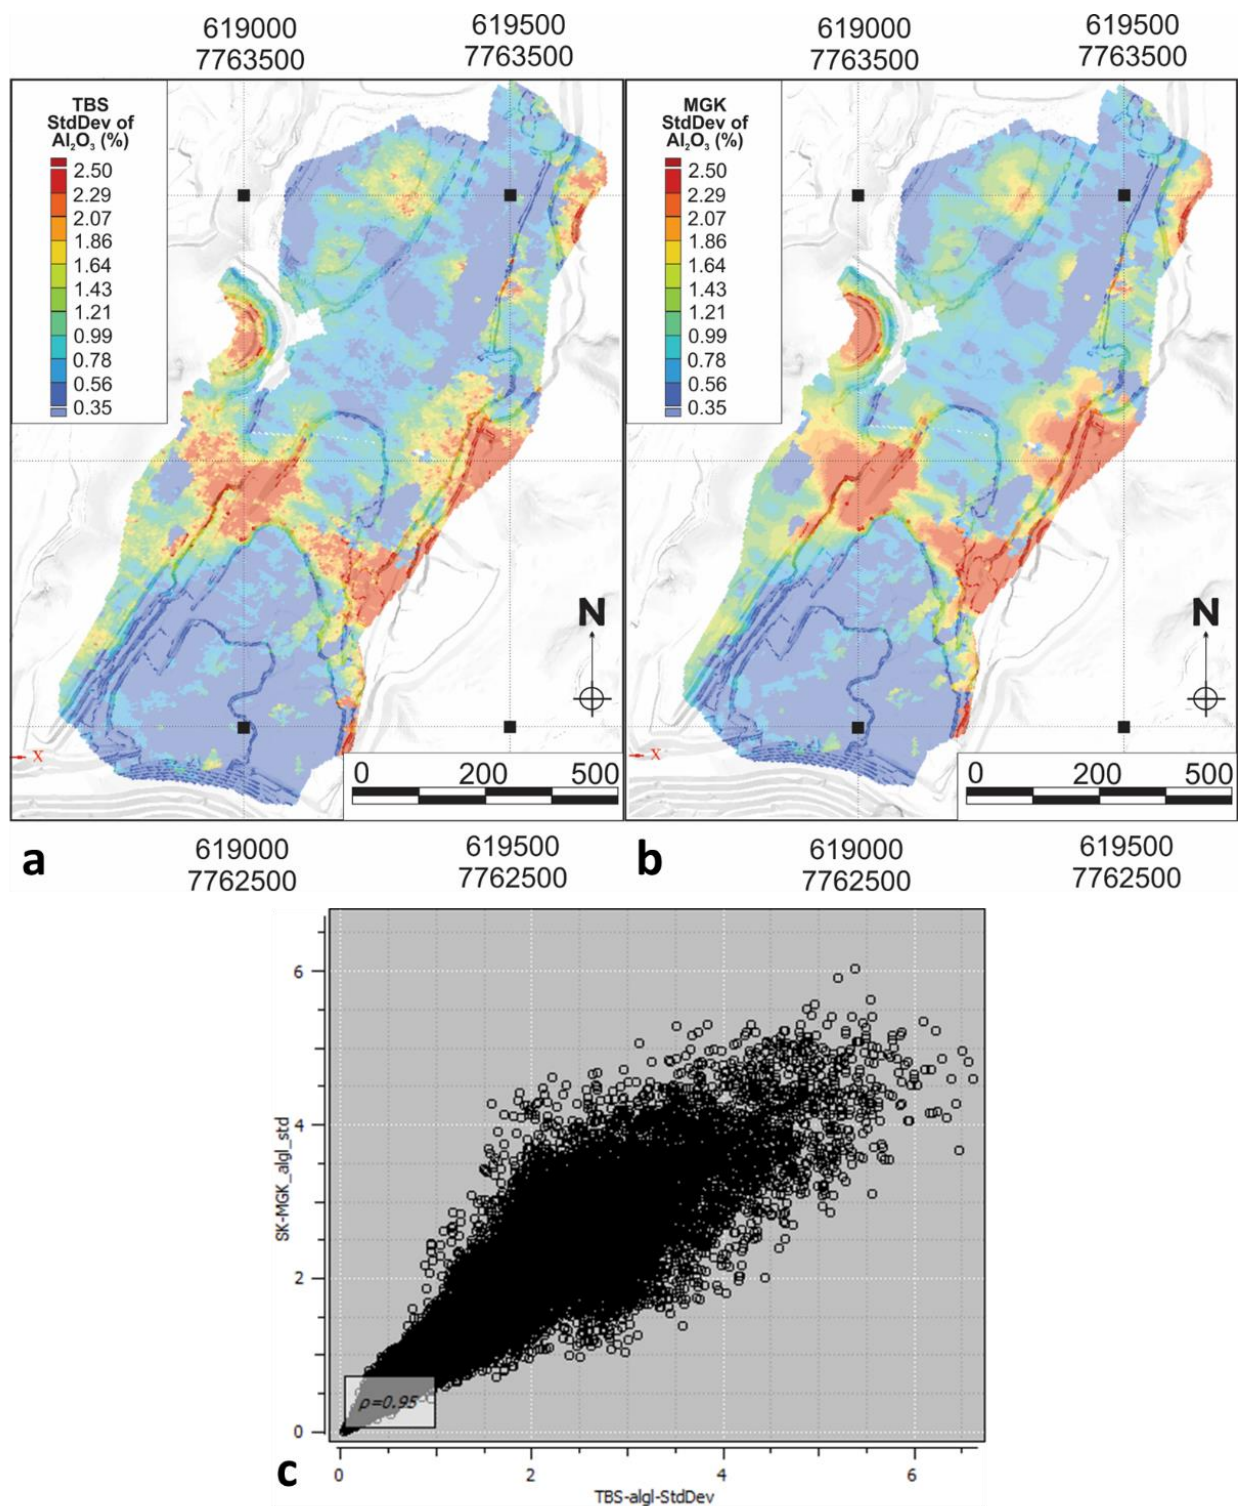 619000
7763500
619500
7763500
619000
7763500
619500
7763500
TBS
StdDev of
Al₂O₃ (%)
2.50
2.29
2.07
1.86
1.64
1.43
1.21
0.99
0.78
0.56
0.35
N
X
0 200 500
MGK
StdDev of
Al₂O₃ (%)
2.50
2.29
2.07
1.86
1.64
1.43
1.21
0.99
0.78
0.56
0.35
N
X
0 200 500
a
619000
7762500
619500
7762500
b
619000
7762500
619500
7762500
6
4
2
0
SK-MGK_algl_std
ρ=0.95
c
0 2 4 6
TBS-algl-StdDev